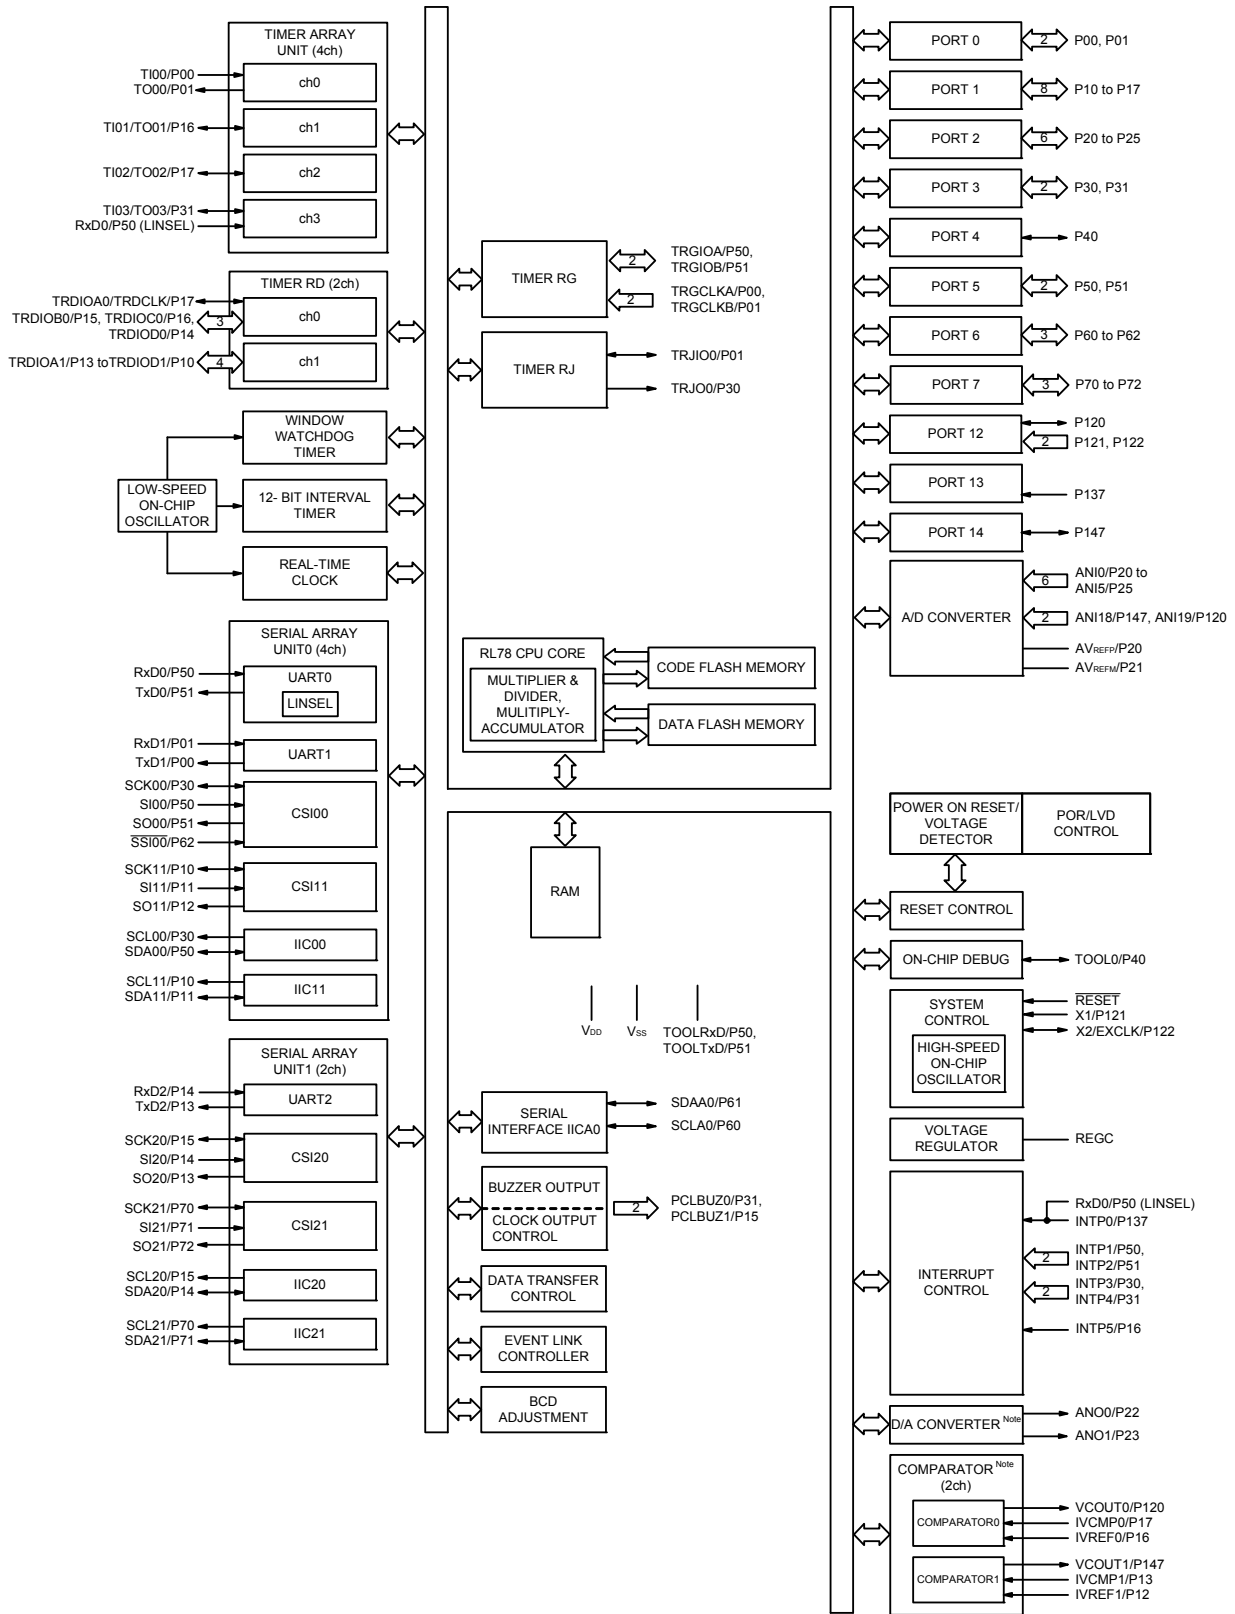 TIMER ARRAY
UNIT (4ch)
TI00/P00
TO00/P01
ch0
TI01/TO01/P16
ch1
TI02/TO02/P17
ch2
TI03/TO03/P31
RxD0/P50 (LINSEL)
ch3
TIMER RD (2ch)
TRDIOA0/TRDCLK/P17
TRDIOB0/P15, TRDIOC0/P16,
TRDIOD0/P14
3
ch0
TRDIOA1/P13 toTRDIOD1/P10
4
ch1
WINDOW
WATCHDOG
TIMER
LOW-SPEED
ON-CHIP
OSCILLATOR
12- BIT INTERVAL
TIMER
REAL-TIME
CLOCK
SERIAL ARRAY
UNIT0 (4ch)
RxD0/P50
TxD0/P51
UART0
LINSEL
RxD1/P01
TxD1/P00
UART1
SCK00/P30
SI00/P50
SO00/P51
SSI00/P62
CSI00
SCK11/P10
SI11/P11
SO11/P12
CSI11
SCL00/P30
SDA00/P50
IIC00
SCL11/P10
SDA11/P11
IIC11
SERIAL ARRAY
UNIT1 (2ch)
RxD2/P14
TxD2/P13
UART2
SCK20/P15
SI20/P14
SO20/P13
CSI20
SCK21/P70
SI21/P71
SO21/P72
CSI21
SCL20/P15
SDA20/P14
IIC20
SCL21/P70
SDA21/P71
IIC21
TIMER RG
2
TRGIOA/P50,
TRGIOB/P51
2
TRGCLKA/P00,
TRGCLKB/P01
TIMER RJ
TRJIO0/P01
TRJO0/P30
RL78 CPU CORE
MULTIPLIER &
DIVIDER,
MULITIPLY-
ACCUMULATOR
CODE FLASH MEMORY
DATA FLASH MEMORY
RAM
VDD
VSS
TOOLRxD/P50,
TOOLTxD/P51
SERIAL
INTERFACE IICA0
SDAA0/P61
SCLA0/P60
BUZZER OUTPUT
CLOCK OUTPUT
CONTROL
2
PCLBUZ0/P31,
PCLBUZ1/P15
DATA TRANSFER
CONTROL
EVENT LINK
CONTROLLER
BCD
ADJUSTMENT
PORT 0
2
P00, P01
PORT 1
8
P10 to P17
PORT 2
6
P20 to P25
PORT 3
2
P30, P31
PORT 4
P40
PORT 5
2
P50, P51
PORT 6
3
P60 to P62
PORT 7
3
P70 to P72
PORT 12
P120
2
P121, P122
PORT 13
P137
PORT 14
P147
A/D CONVERTER
6
ANI0/P20 to
ANI5/P25
2
ANI18/P147, ANI19/P120
AVREFP/P20
AVREFM/P21
POWER ON RESET/
VOLTAGE
DETECTOR
POR/LVD
CONTROL
RESET CONTROL
ON-CHIP DEBUG
TOOL0/P40
SYSTEM
CONTROL
HIGH-SPEED
ON-CHIP
OSCILLATOR
RESET
X1/P121
X2/EXCLK/P122
VOLTAGE
REGULATOR
REGC
INTERRUPT
CONTROL
RxD0/P50 (LINSEL)
INTP0/P137
2
INTP1/P50,
INTP2/P51
2
INTP3/P30,
INTP4/P31
INTP5/P16
D/A CONVERTER Note
ANO0/P22
ANO1/P23
COMPARATOR Note
(2ch)
COMPARATOR0
VCOUT0/P120
IVCMP0/P17
IVREF0/P16
COMPARATOR1
VCOUT1/P147
IVCMP1/P13
IVREF1/P12